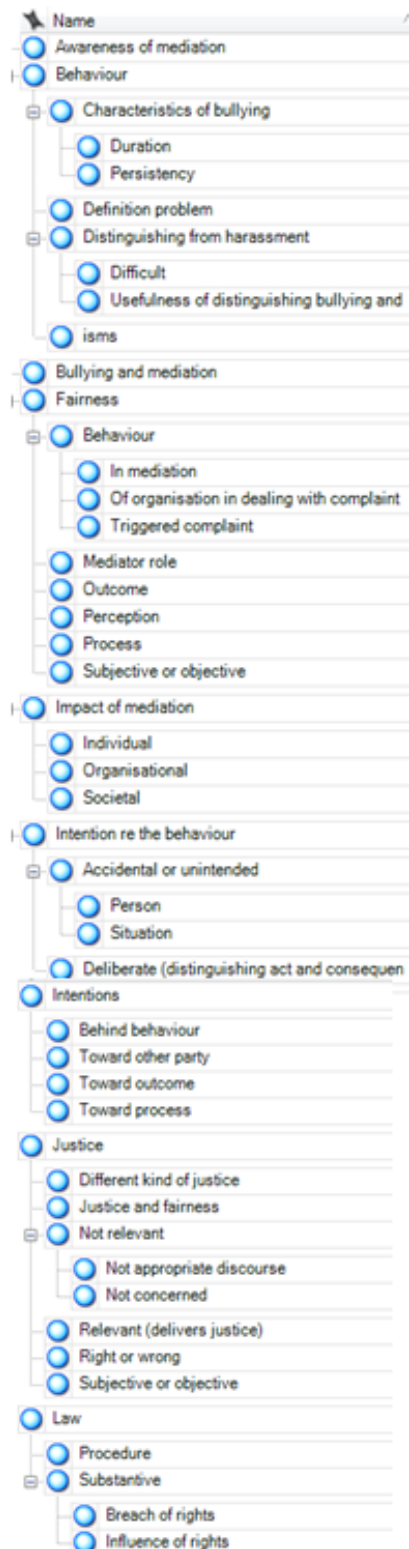 Name
Awareness of mediation
Behaviour
Characteristics of bullying
Duration
Persistency
Definition problem
Distinguishing from harassment
Difficult
Usefulness of distinguishing bullying and
isms
Bullying and mediation
Fairness
Behaviour
In mediation
Of organisation in dealing with complaint
Triggered complaint
Mediator role
Outcome
Perception
Process
Subjective or objective
Impact of mediation
Individual
Organisational
Societal
Intention re the behaviour
Accidental or unintended
Person
Situation
Deliberate (distinguishing act and consequen
Intentions
Behind behaviour
Toward other party
Toward outcome
Toward process
Justice
Different kind of justice
Justice and fairness
Not relevant
Not appropriate discourse
Not concerned
Relevant (delivers justice)
Right or wrong
Subjective or objective
Law
Procedure
Substantive
Breach of rights
Influence of rights